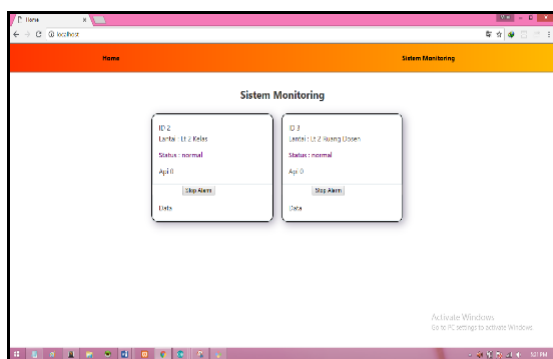 Home
localhost
Home
Sistem Monitoring
Sistem Monitoring
ID 2
Lantai : Lt 2 Kelas
Status : normal
Api 0
Stop Alarm
Data
ID 3
Lantai : Lt 2 Ruang Dosen
Status : normal
Api 0
Stop Alarm
Data
Activate Windows
Go to PC settings to activate Windows.